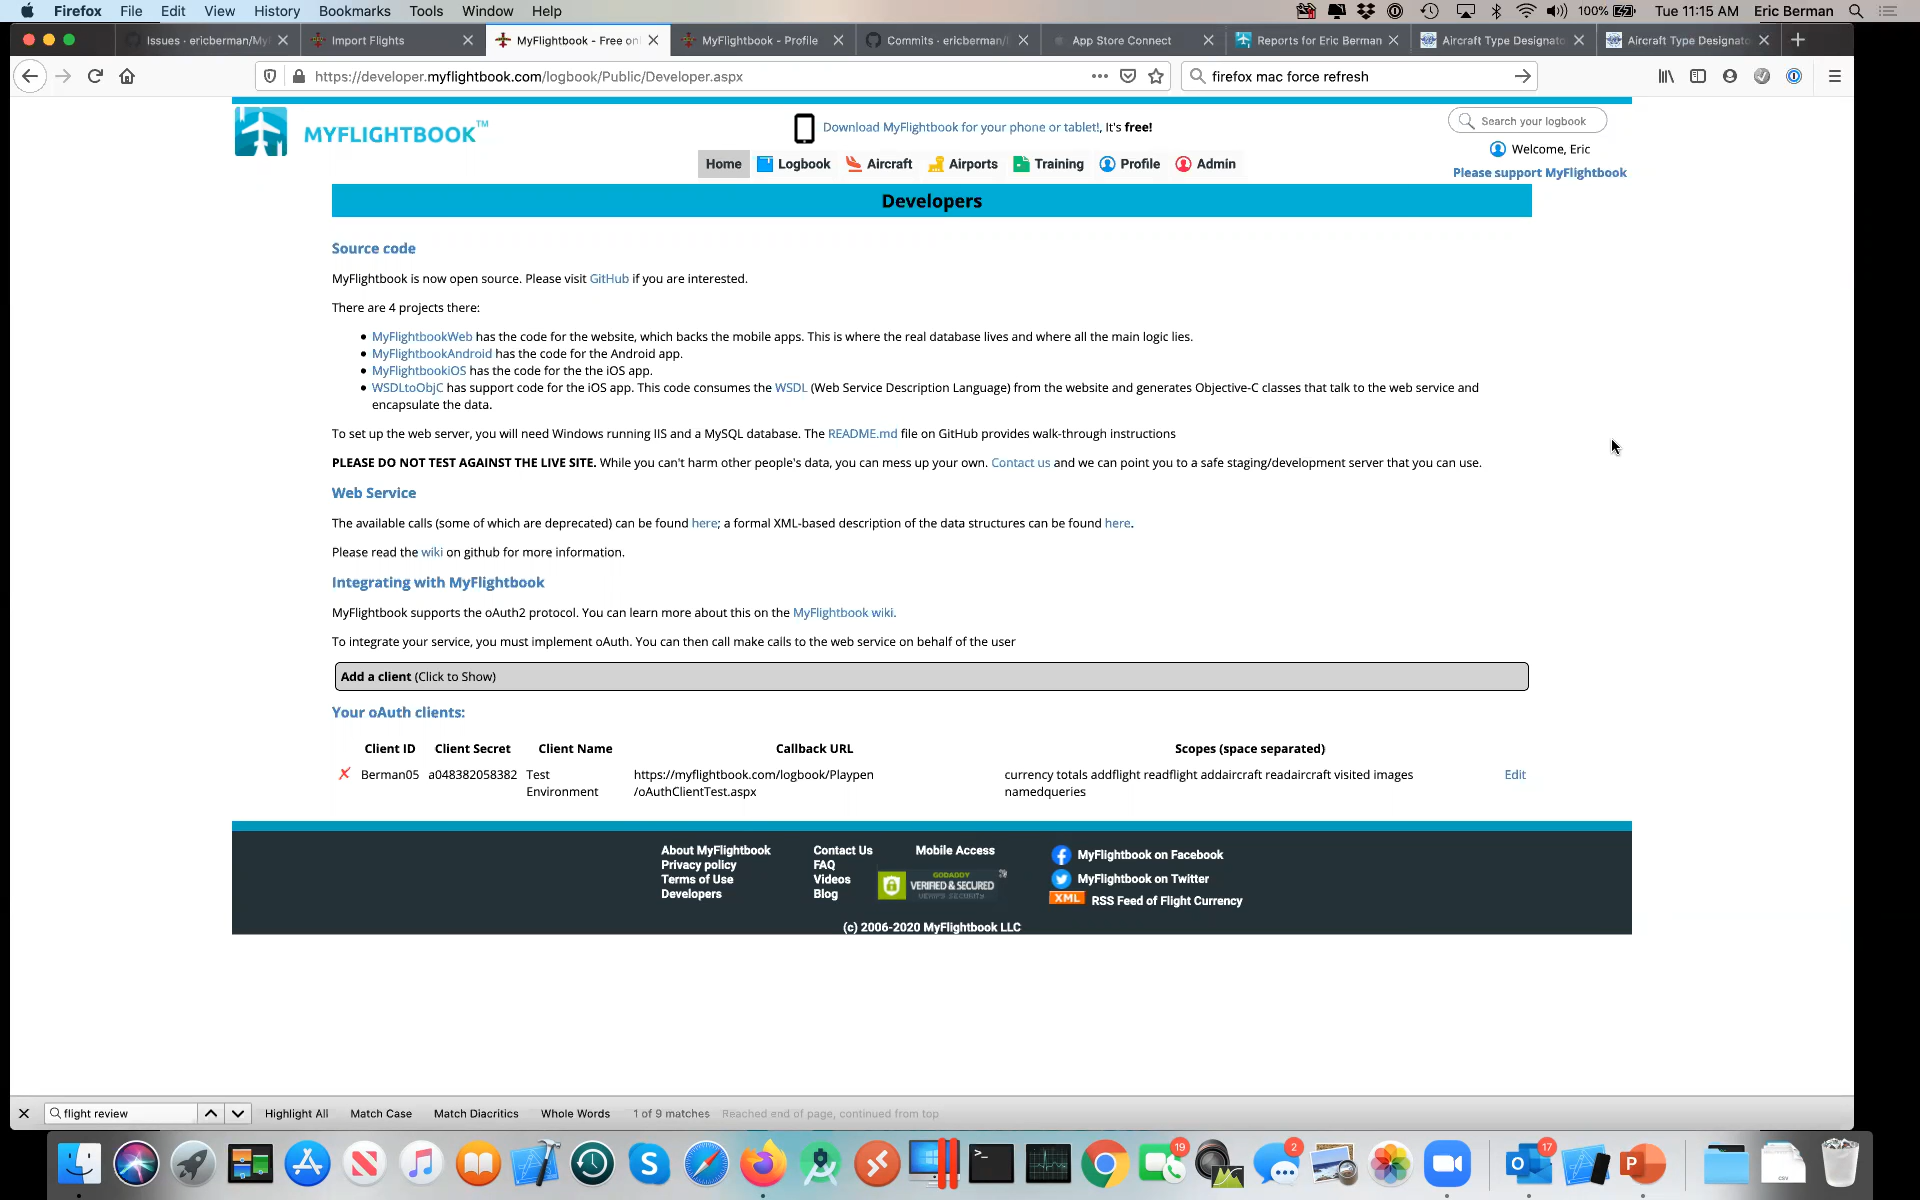 Firefox File Edit View History Bookmarks Tools Window Help 100% Tue 11:15 AM Eric Berman
Issues · ericberman/My Import Flights MyFlightbook - Free on MyFlightbook - Profile Commits · ericberman/ App Store Connect Reports for Eric Berman Aircraft Type Designato Aircraft Type Designato
https://developer.myflightbook.com/logbook/Public/Developer.aspx firefox mac force refresh
MYFLIGHTBOOK™
Download MyFlightbook for your phone or tablet!, It's free!
Search your logbook
Welcome, Eric
Home Logbook Aircraft Airports Training Profile Admin
Please support MyFlightbook
Developers
Source code
MyFlightbook is now open source. Please visit GitHub if you are interested.
There are 4 projects there:
• MyFlightbookWeb has the code for the website, which backs the mobile apps. This is where the real database lives and where all the main logic lies.
• MyFlightbookAndroid has the code for the Android app.
• MyFlightbookiOS has the code for the the iOS app.
• WSDLtoObjC has support code for the iOS app. This code consumes the WSDL (Web Service Description Language) from the website and generates Objective-C classes that talk to the web service and
encapsulate the data.
To set up the web server, you will need Windows running IIS and a MySQL database. The README.md file on GitHub provides walk-through instructions
PLEASE DO NOT TEST AGAINST THE LIVE SITE. While you can't harm other people's data, you can mess up your own. Contact us and we can point you to a safe staging/development server that you can use.
Web Service
The available calls (some of which are deprecated) can be found here; a formal XML-based description of the data structures can be found here.
Please read the wiki on github for more information.
Integrating with MyFlightbook
MyFlightbook supports the oAuth2 protocol. You can learn more about this on the MyFlightbook wiki.
To integrate your service, you must implement oAuth. You can then call make calls to the web service on behalf of the user
Add a client (Click to Show)
Your oAuth clients:
Client ID Client Secret Client Name Callback URL Scopes (space separated)
Berman05 a048382058382 Test https://myflightbook.com/logbook/Playpen currency totals addflight readflight addaircraft readaircraft visited images Edit
Environment /oAuthClientTest.aspx namedqueries
About MyFlightbook Contact Us Mobile Access MyFlightbook on Facebook
Privacy policy FAQ
Terms of Use Videos GODADDY MyFlightbook on Twitter
VERIFIED & SECURED
Developers Blog VERIFY SECURITY XML RSS Feed of Flight Currency
(c) 2006-2020 MyFlightbook LLC
flight review Highlight All Match Case Match Diacritics Whole Words 1 of 9 matches Reached end of page, continued from top
19 2 17